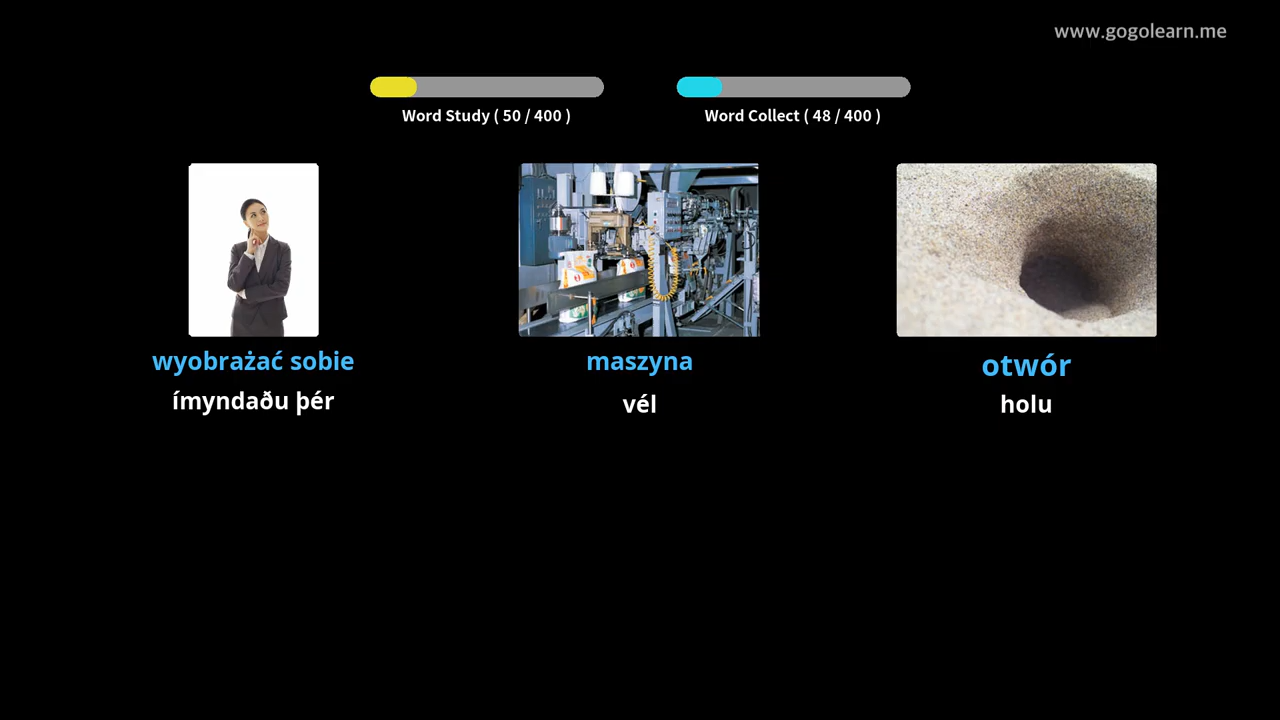 www.gogolearn.me
Word Study ( 50 / 400 )
Word Collect ( 48 / 400 )
wyobrażać sobie
ímyndaðu þér
maszyna
vél
otwór
holu